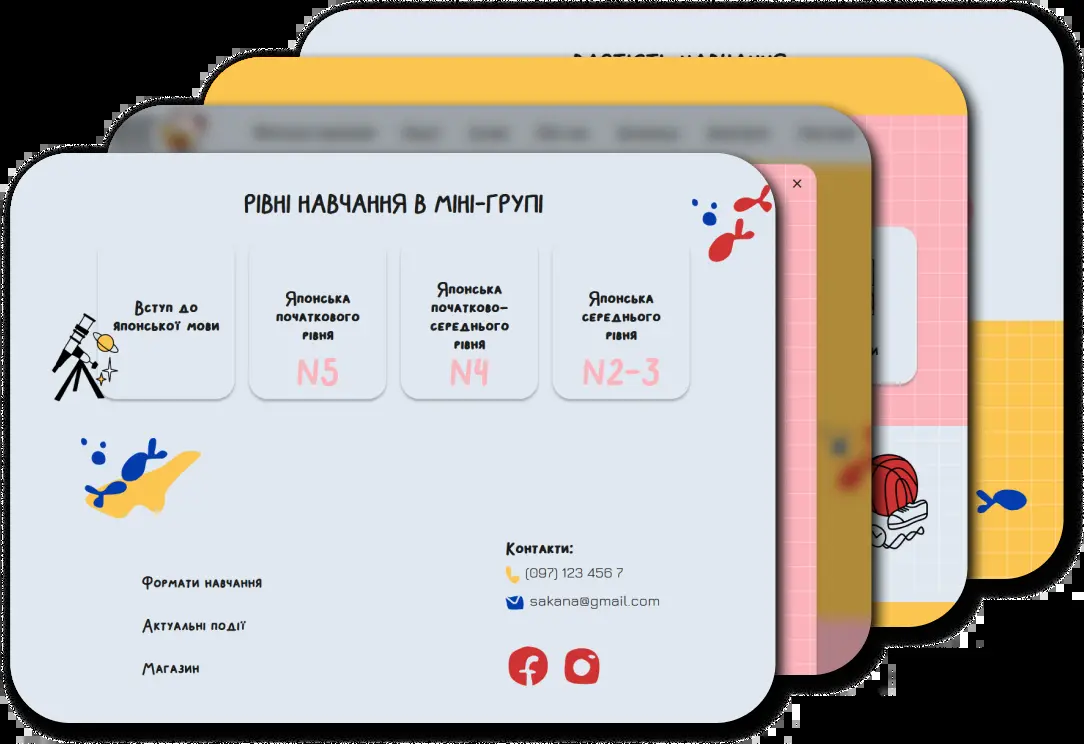 РІВНІ НАВЧАННЯ В МІНІ-ГРУПІ
Вступ до
японської мови
Японська
початкового
рівня
N5
Японська
початково-
середнього
рівня
N4
Японська
середнього
рівня
N2-3
Контакти:
(097) 123 456 7
sakana@gmail.com
Формати навчання
Актуальні події
Магазин